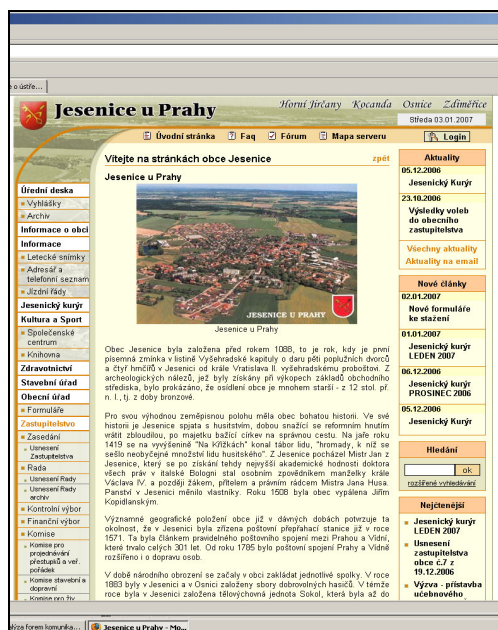 o ústře...
Jesenice u Prahy
Horní Jirčany Kocanda Osnice Zdiměřice
Středa 03.01.2007
Úvodní stránka Faq Fórum Mapa serveru
Login
Vítejte na stránkách obce Jesenice zpět
Jesenice u Prahy
JESENICE U PRAHY
Jesenice u Prahy
Obec Jesenice byla založena před rokem 1088, to je rok, kdy je první
písemná zmínka v listině Vyšehradské kapituly o daru pěti poplužních dvorců
a čtyř hrnčířů v Jesenici od krále Vratislava II. vyšehradskému proboštovi. Z
archeologických nálezů, jež byly získány při výkopech základů obchodního
střediska, bylo prokázáno, že osídlení obce je mnohem starší - z 12. stol. př.
n. l., tj. z doby bronzové.
Pro svou výhodnou zeměpisnou polohu měla obec bohatou historii. Ve své
historii je Jesenice spjata s husitstvím, dobou snažící se reformním hnutím
vrátit zbloudilou, po majetku bažící církev na správnou cestu. Na jaře roku
1419 se na vyvýšenině "Na Křížkách" konal tábor lidu, "hromady, k níž se
sešlo neobyčejné množství lidu husitského". Z Jesenice pocházel Mistr Jan z
Jesenice, který se po získání tehdy nejvyšší akademické hodnosti doktora
všech práv v italské Bologni stal osobním zpovědníkem manželky krále
Václava IV. a později žákem, přítelem a právním rádcem Mistra Jana Husa.
Panství v Jesenici měnilo vlastníky. Roku 1508 byla obec vypálena Jiřím
Kopidlanským.
Významné geografické položení obce již v dávných dobách potvrzuje ta
okolnost, že v Jesenici byla zřízena poštovní přepřahací stanice již v roce
1571. Ta byla článkem pravidelného poštovního spojení mezi Prahou a Vídní,
které trvalo celých 301 let. Od roku 1785 bylo poštovní spojení Prahy a Vídně
rozšířeno i o dopravu osob.
V době národního obrození se začaly v obci zakládat jednotlivé spolky. V roce
1883 byly v Jesenici a v Osnici založeny sbory dobrovolných hasičů. V témže
roce byla v Jesenici založena tělovýchovná jednota Sokol, která byla až do
Úřední deska
Vyhlášky
Archiv
Informace o obci
Informace
Letecké snímky
Adresář a
telefonní seznam
Jízdní řády
Jesenický kurýr
Kultura a Sport
Společenské
centrum
Knihovna
Zdravotnictví
Stavební úřad
Obecní úřad
Formuláře
Zastupitelstvo
Zasedání
Usnesení
Zastupitelstva
Rada
Usnesení Rady
Usnesení Rady
archiv
Kontrolní výbor
Finanční výbor
Komise
Komise pro
projednávání
přestupků a veř.
pořádek
Komise stavební a
dopravní
Komise pro živ.
Aktuality
05.12.2006
Jesenický Kurýr
23.10.2006
Výsledky voleb
do obecního
zastupitelstva
Všechny aktuality
Aktuality na email
Nové články
02.01.2007
Nové formuláře
ke stažení
01.01.2007
Jesenický kurýr
LEDEN 2007
06.12.2006
Jesenický kurýr
PROSINEC 2006
05.12.2006
Jesenický Kurýr
Hledání
ok
rozšířené vyhledávání
Nejčtenější
Jesenický kurýr
LEDEN 2007
Usnesení
zastupitelstva
obce č.7 z
19.12.2006
Výzva - přístavba
učebnového
lýza forem komunika... Jesenice u Prahy - Mo...